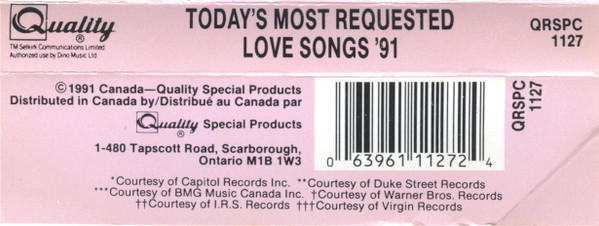 Quality
TM Selkirk Communications Limited
Authorized use by Dino Music Ltd.
TODAY'S MOST REQUESTED
LOVE SONGS '91
QRSPC
1127
©1991 Canada—Quality Special Products
Distributed in Canada by/Distribué au Canada par
Quality Special Products
1-480 Tapscott Road, Scarborough,
Ontario M1B 1W3
0 63961 11272 4
QRSPC
1127
*Courtesy of Capitol Records Inc. **Courtesy of Duke Street Records
***Courtesy of BMG Music Canada Inc. †Courtesy of Warner Bros. Records
††Courtesy of I.R.S. Records †††Courtesy of Virgin Records